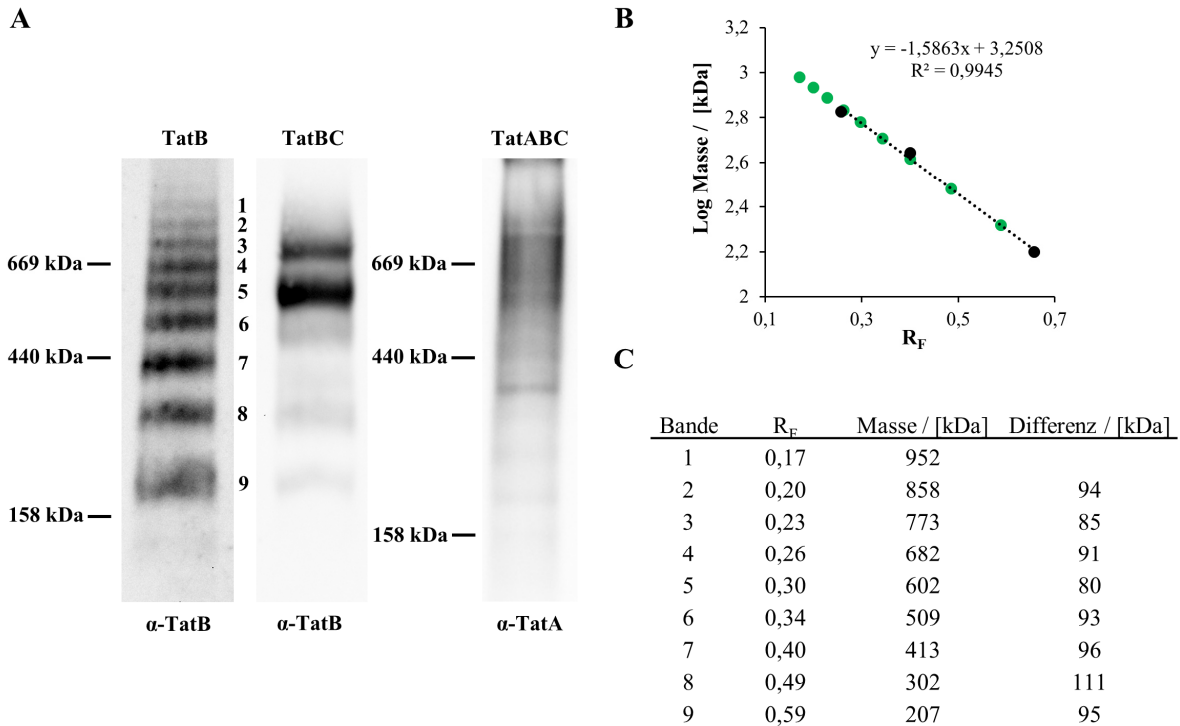 A
TatB
TatBC
TatABC
669 kDa
440 kDa
158 kDa
1
2
3
4
5
6
7
8
9
669 kDa
440 kDa
158 kDa
α-TatB
α-TatB
α-TatA
B
y = -1,5863x + 3,2508
R² = 0,9945
Log Masse / [kDa]
3,2
3
2,8
2,6
2,4
2,2
2
0,1
0,3
0,5
0,7
R_F
C
Bande R_F Masse / [kDa] Differenz / [kDa]
1 0,17 952
2 0,20 858 94
3 0,23 773 85
4 0,26 682 91
5 0,30 602 80
6 0,34 509 93
7 0,40 413 96
8 0,49 302 111
9 0,59 207 95